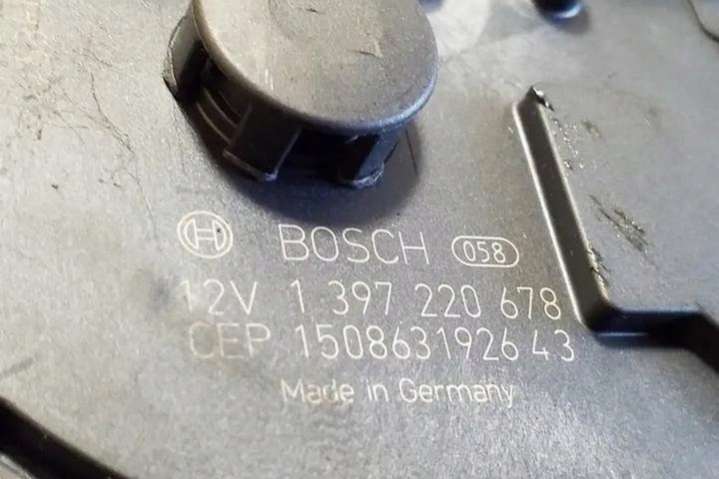 BOSCH 058
12V 1 397 220 678
CEP 150863192643
Made in Germany